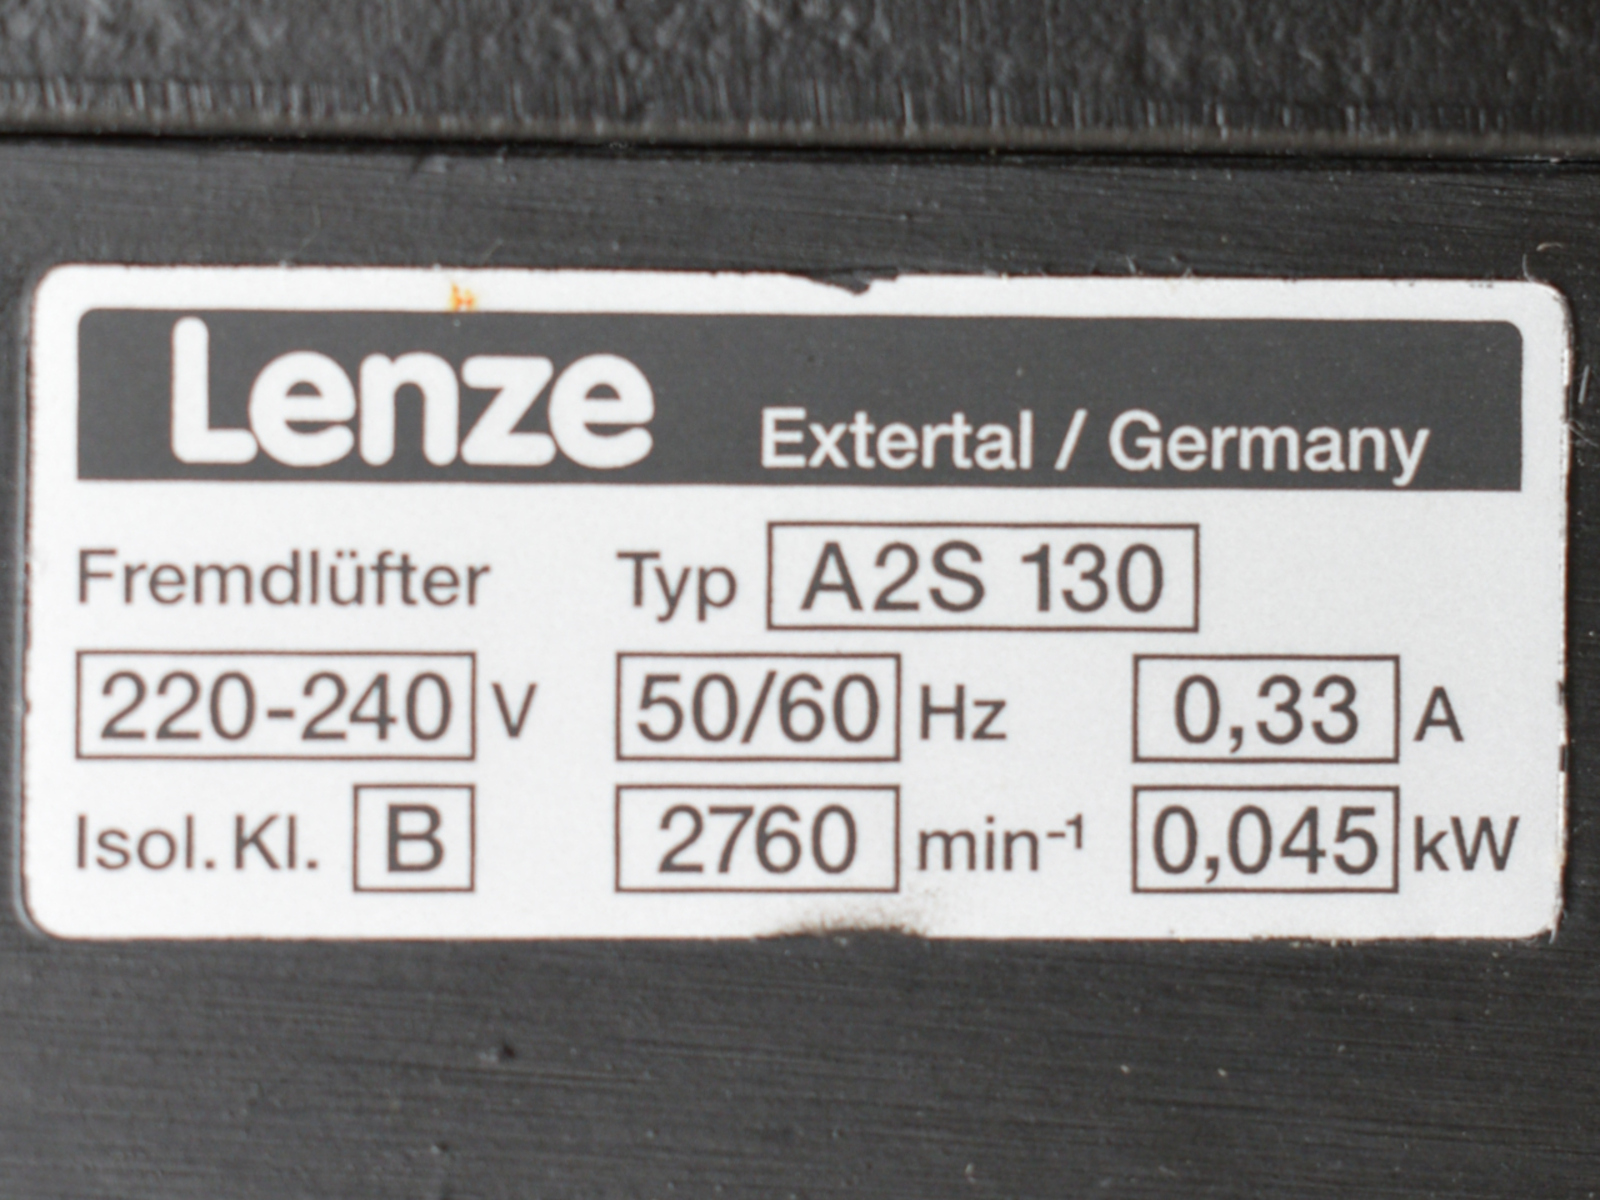 Lenze Extertal / Germany
Fremdlüfter Typ A2S 130
220-240 V 50/60 Hz 0,33 A
Isol. Kl. B 2760 min⁻¹ 0,045 kW